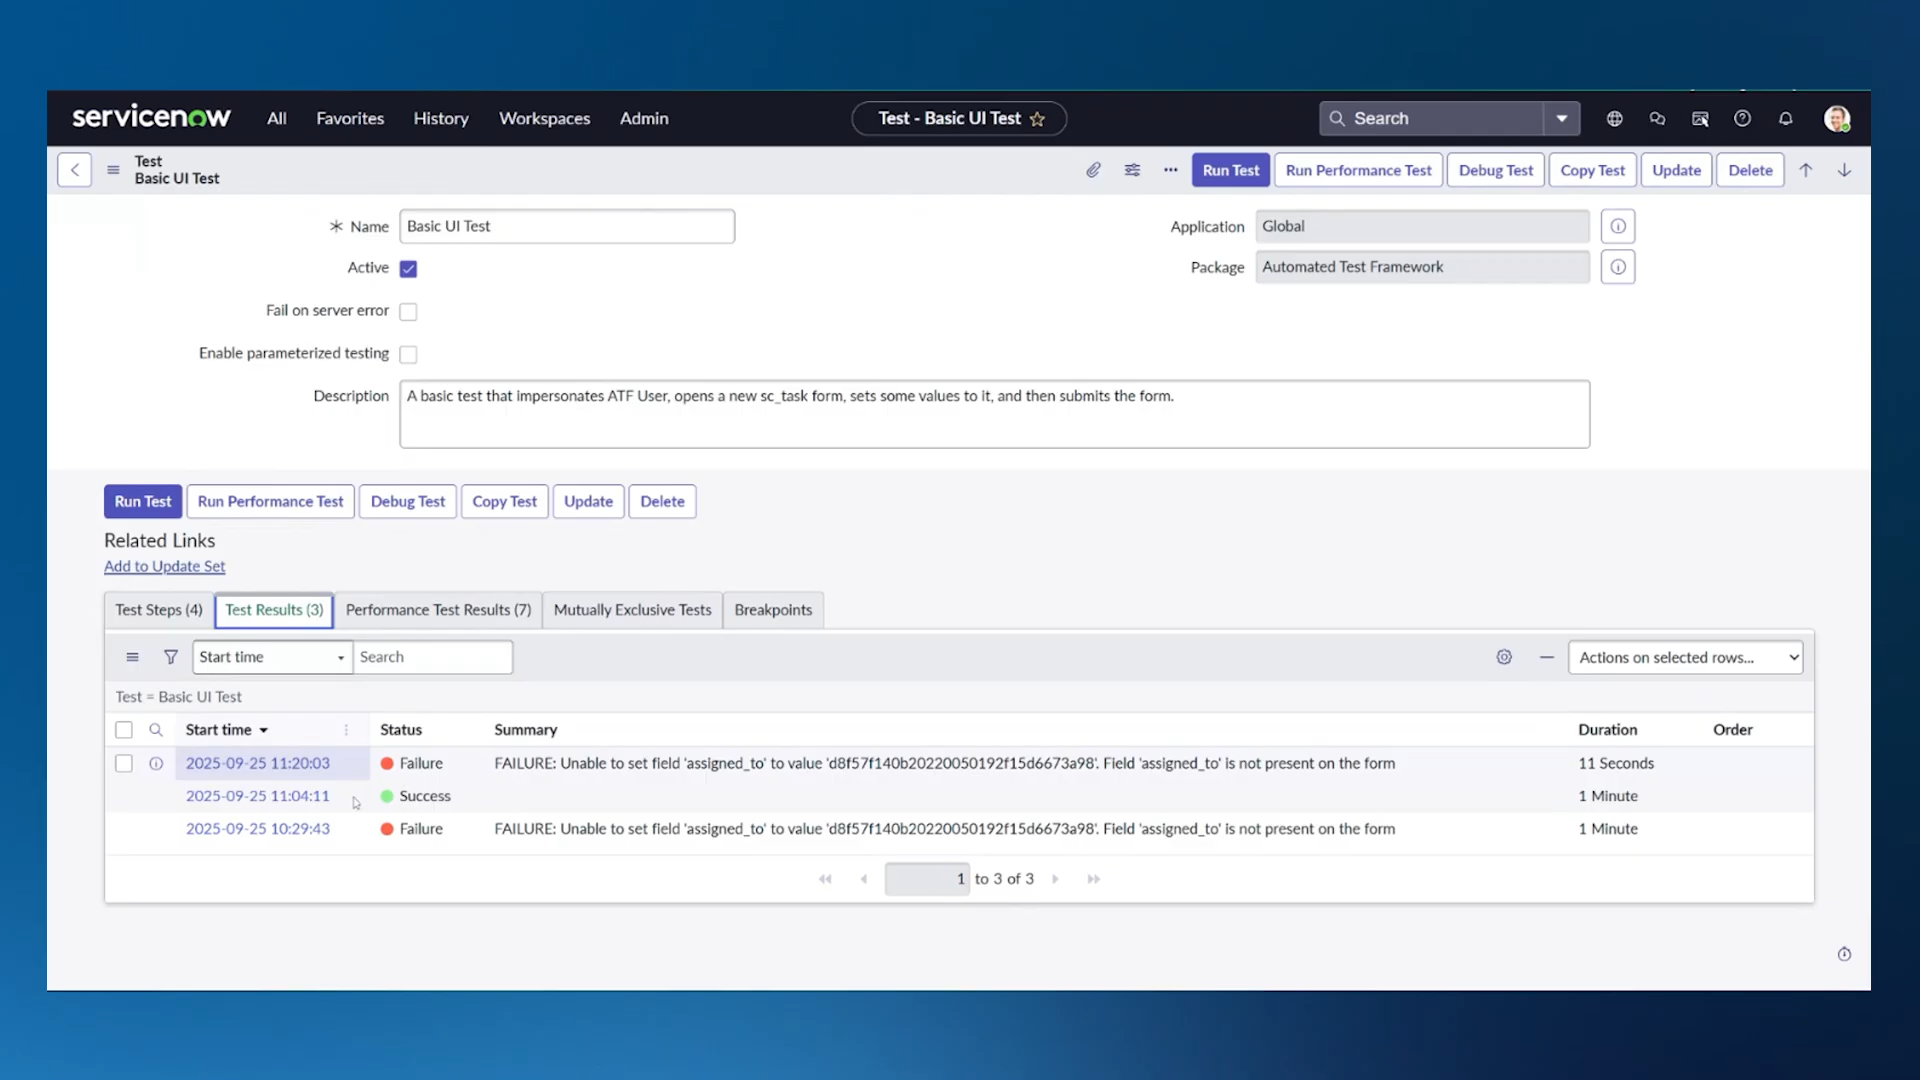 servicenow All Favorites History Workspaces Admin Test - Basic UI Test Search
Test
Basic UI Test
Run Test Run Performance Test Debug Test Copy Test Update Delete
Name Basic UI Test Application Global
Active Package Automated Test Framework
Fail on server error
Enable parameterized testing
Description A basic test that impersonates ATF User, opens a new sc_task form, sets some values to it, and then submits the form.
Run Test Run Performance Test Debug Test Copy Test Update Delete
Related Links
Add to Update Set
Test Steps (4) Test Results (3) Performance Test Results (7) Mutually Exclusive Tests Breakpoints
Start time Search Actions on selected rows...
Test = Basic UI Test
Start time Status Summary Duration Order
2025-09-25 11:20:03 Failure FAILURE: Unable to set field 'assigned_to' to value 'd8f57f140b20220050192f15d6673a98'. Field 'assigned_to' is not present on the form 11 Seconds
2025-09-25 11:04:11 Success 1 Minute
2025-09-25 10:29:43 Failure FAILURE: Unable to set field 'assigned_to' to value 'd8f57f140b20220050192f15d6673a98'. Field 'assigned_to' is not present on the form 1 Minute
1 to 3 of 3